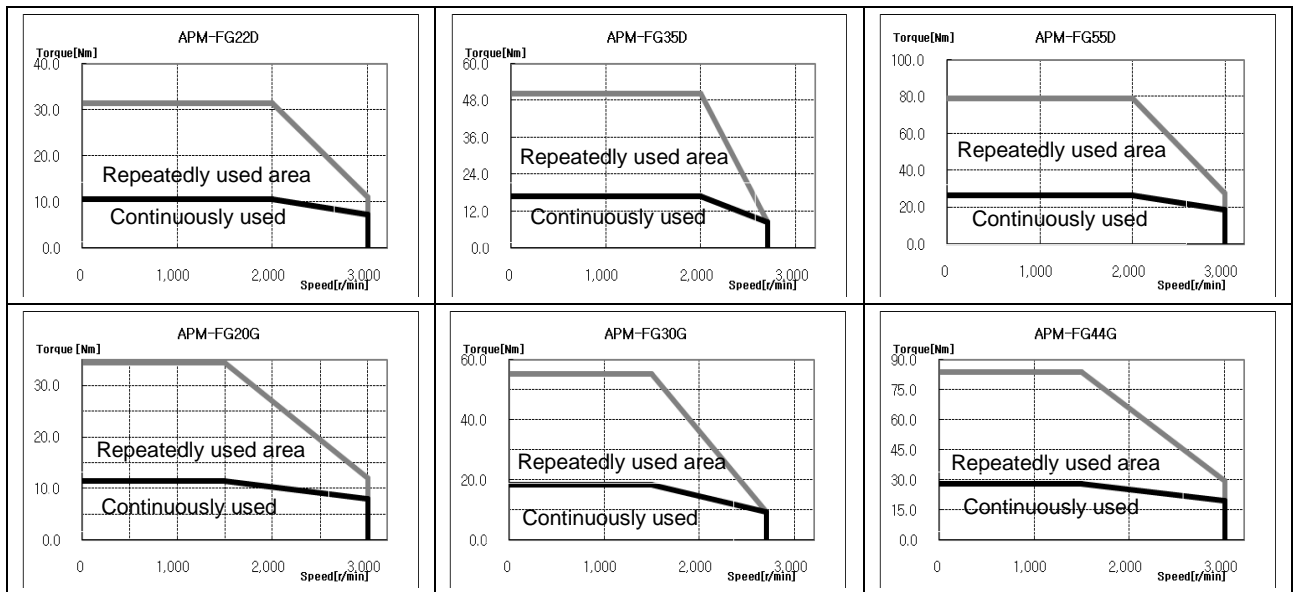 APM-FG22D
Torque[Nm]
40.0
30.0
20.0
Repeatedly used area
10.0
Continuously used
0.0
0 1,000 2,000 3,000
Speed[r/min]
APM-FG35D
Torque[Nm]
60.0
48.0
36.0
Repeatedly used area
24.0
12.0
Continuously used
0.0
0 1,000 2,000 3,000
Speed[r/min]
APM-FG55D
Torque[Nm]
100.0
80.0
60.0
Repeatedly used area
40.0
20.0
Continuously used
0.0
0 1,000 2,000 3,000
Speed[r/min]
APM-FG20G
Torque [Nm]
30.0
20.0
Repeatedly used area
10.0
Continuously used
0.0
0 1,000 2,000 3,000
Speed[r/min]
APM-FG30G
Torque[Nm]
60.0
40.0
Repeatedly used area
20.0
Continuously used
0.0
0 1,000 2,000 3,000
Speed[r/min]
APM-FG44G
Torque[Nm]
90.0
75.0
60.0
45.0
Repeatedly used area
30.0
Continuously used
15.0
0.0
0 1,000 2,000 3,000
Speed[r/min]